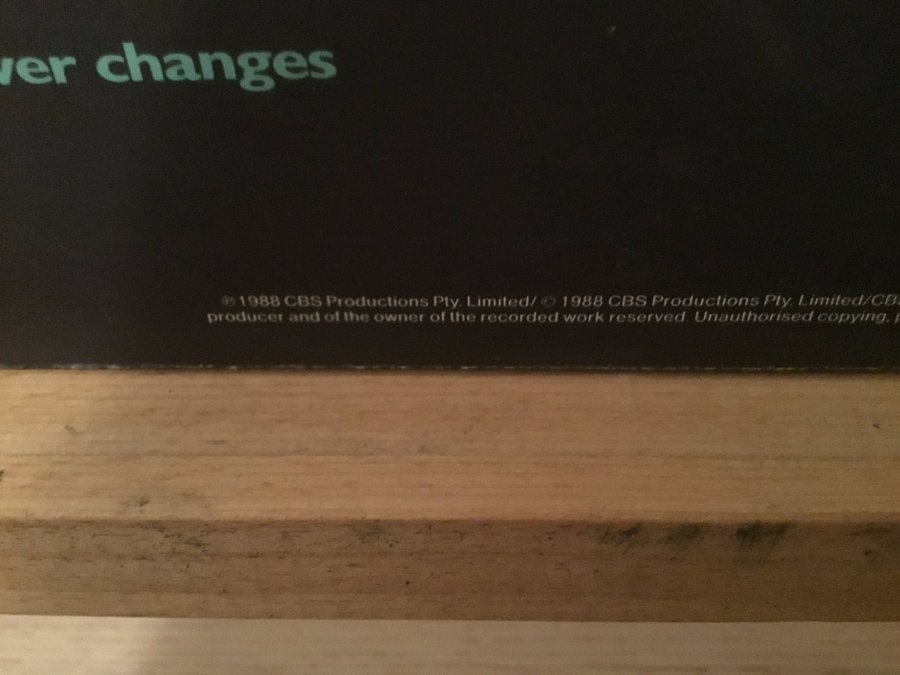 ver changes
℗ 1988 CBS Productions Pty. Limited/ © 1988 CBS Productions Pty. Limited/CBS
producer and of the owner of the recorded work reserved. Unauthorised copying, p